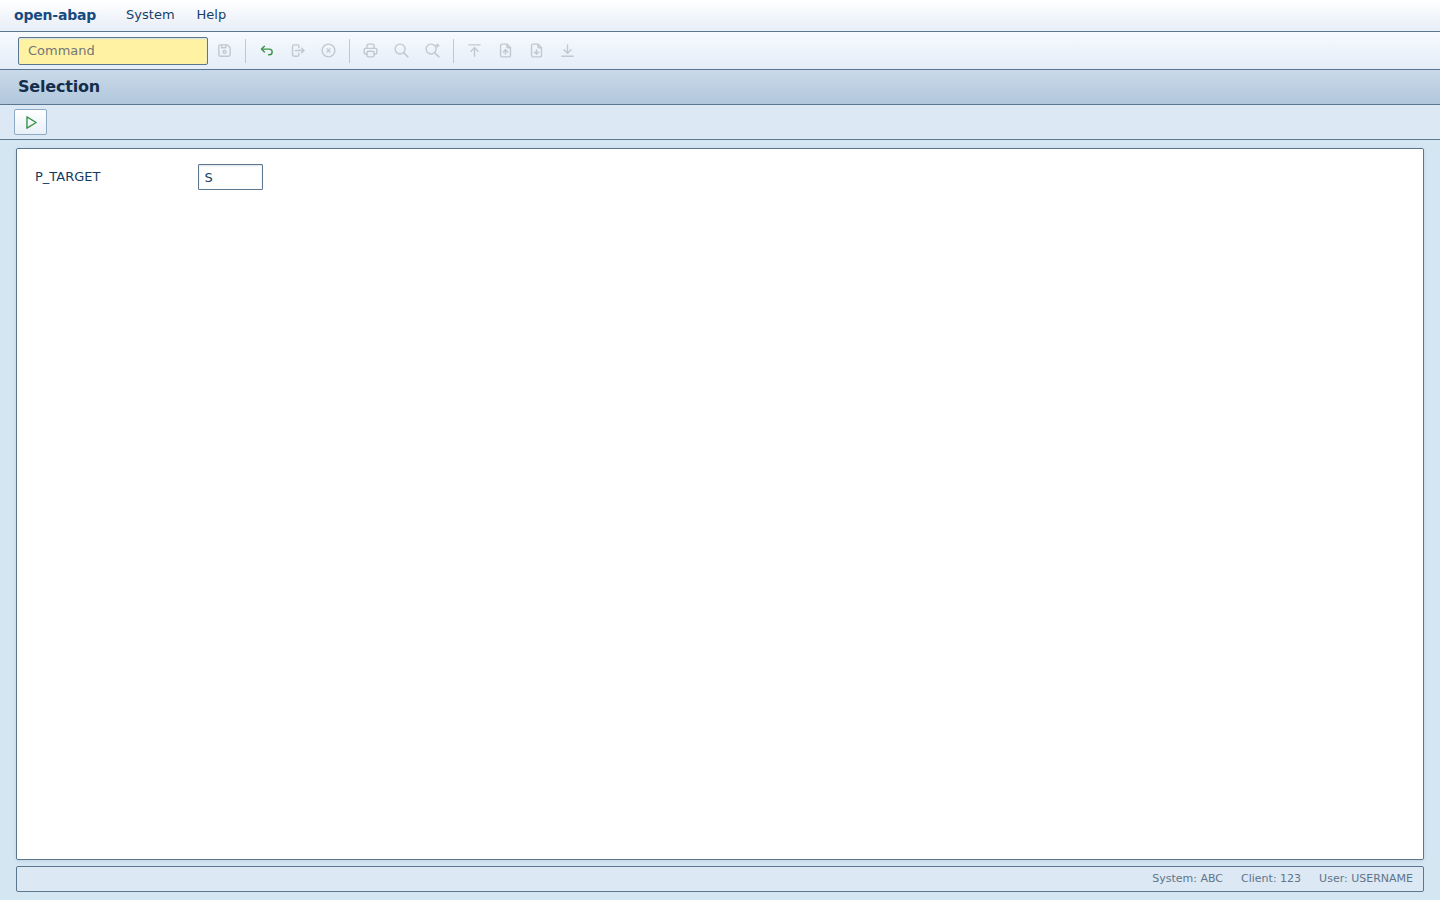 open-abap System Help
Command
Selection
P_TARGET S
System: ABC Client: 123 User: USERNAME